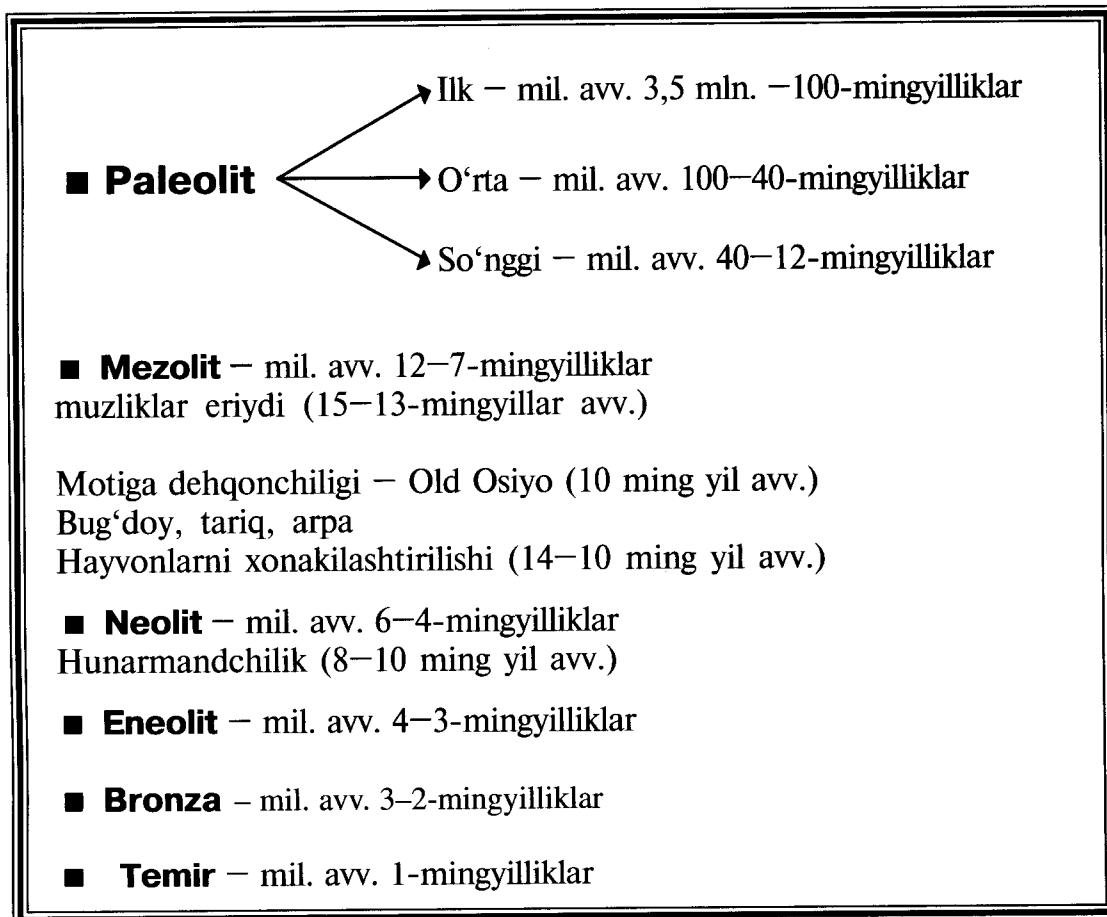 Ilk — mil. avv. 3,5 mln. —100-mingyilliklar
■ Paleolit
O‘rta — mil. avv. 100—40-mingyilliklar
So‘nggi — mil. avv. 40—12-mingyilliklar
■ Mezolit — mil. avv. 12—7-mingyilliklar
muzliklar eriydi (15—13-mingyillar avv.)
Motiga dehqonchiligi — Old Osiyo (10 ming yil avv.)
Bug‘doy, tariq, arpa
Hayvonlarni xonakilashtirilishi (14—10 ming yil avv.)
■ Neolit — mil. avv. 6—4-mingyilliklar
Hunarmandchilik (8—10 ming yil avv.)
■ Eneolit — mil. avv. 4—3-mingyilliklar
■ Bronza – mil. avv. 3–2-mingyilliklar
■ Temir — mil. avv. 1-mingyilliklar